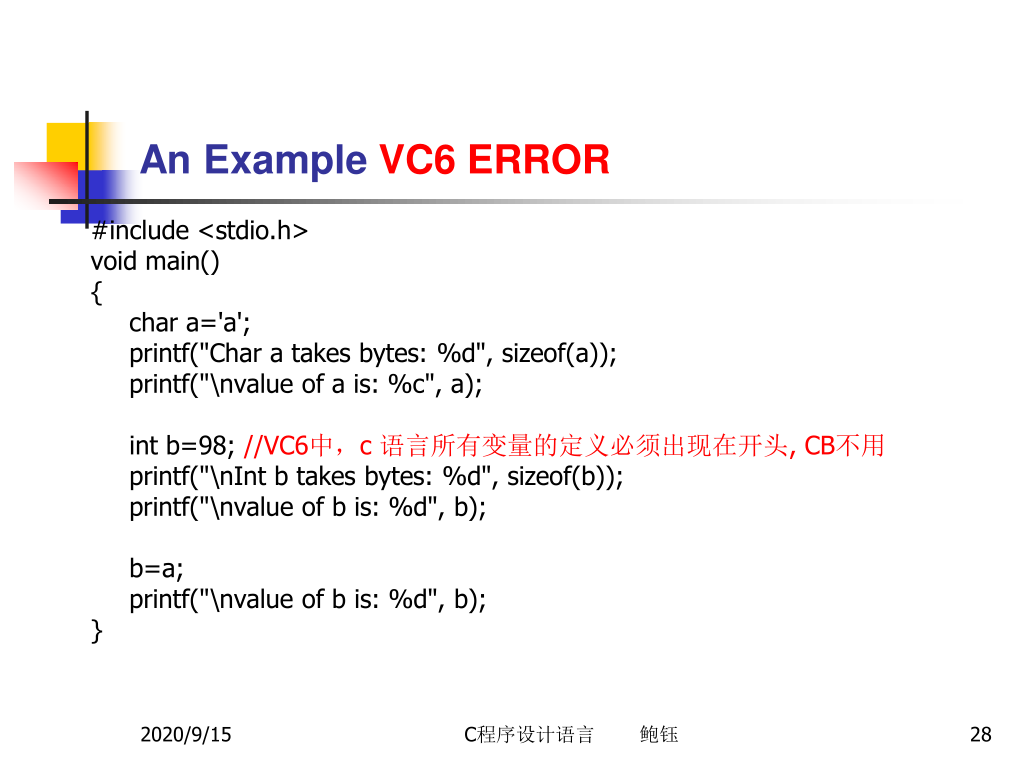 An Example VC6 ERROR
#include <stdio.h>
void main()
{
char a='a';
printf("Char a takes bytes: %d", sizeof(a));
printf("\nvalue of a is: %c", a);
int b=98; //VC6中，c 语言所有变量的定义必须出现在开头, CB不用
printf("\nInt b takes bytes: %d", sizeof(b));
printf("\nvalue of b is: %d", b);
b=a;
printf("\nvalue of b is: %d", b);
}
2020/9/15 C程序设计语言 鲍钰 28